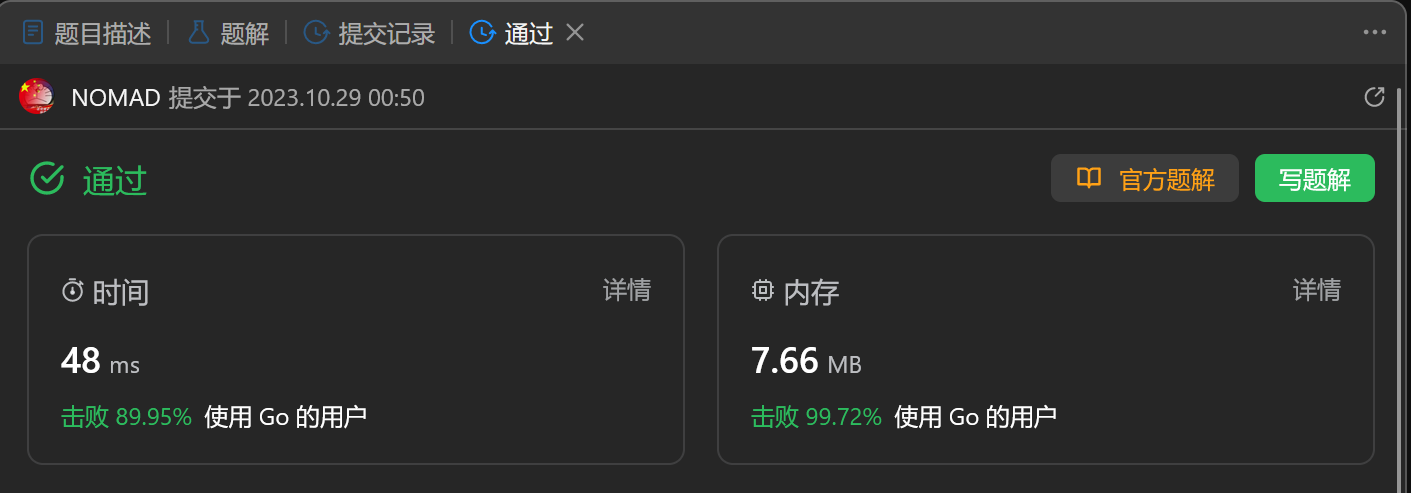 题目描述 题解 提交记录 通过
NOMAD 提交于 2023.10.29 00:50
通过 官方题解 写题解
时间 详情 内存 详情
48 ms 7.66 MB
击败 89.95% 使用 Go 的用户 击败 99.72% 使用 Go 的用户